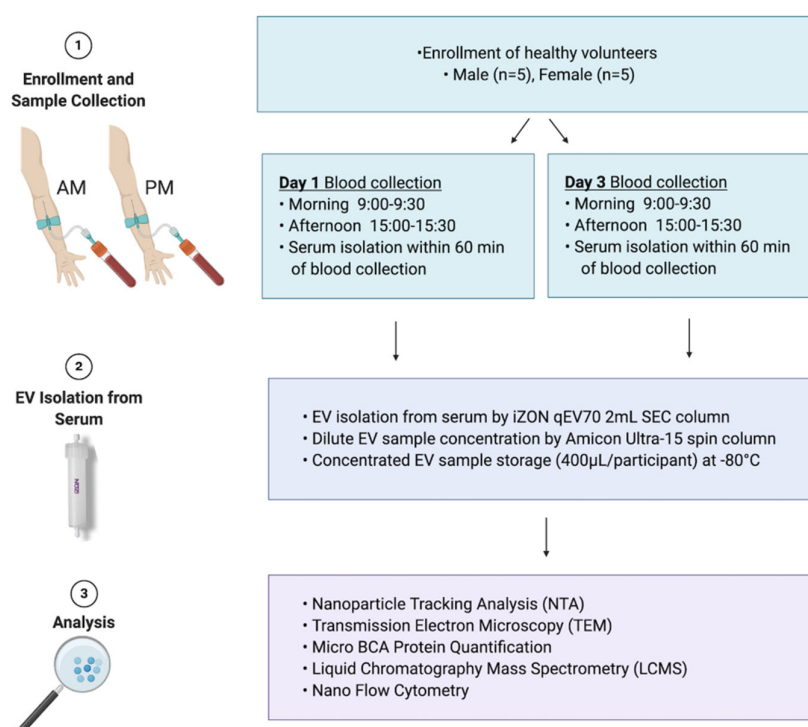 1
Enrollment and
Sample Collection
AM
PM
•Enrollment of healthy volunteers
• Male (n=5), Female (n=5)
Day 1 Blood collection
• Morning 9:00-9:30
• Afternoon 15:00-15:30
• Serum isolation within 60 min
of blood collection
Day 3 Blood collection
• Morning 9:00-9:30
• Afternoon 15:00-15:30
• Serum isolation within 60 min
of blood collection
2
EV Isolation from
Serum
• EV isolation from serum by iZON qEV70 2mL SEC column
• Dilute EV sample concentration by Amicon Ultra-15 spin column
• Concentrated EV sample storage (400µL/participant) at -80°C
3
Analysis
• Nanoparticle Tracking Analysis (NTA)
• Transmission Electron Microscopy (TEM)
• Micro BCA Protein Quantification
• Liquid Chromatography Mass Spectrometry (LCMS)
• Nano Flow Cytometry